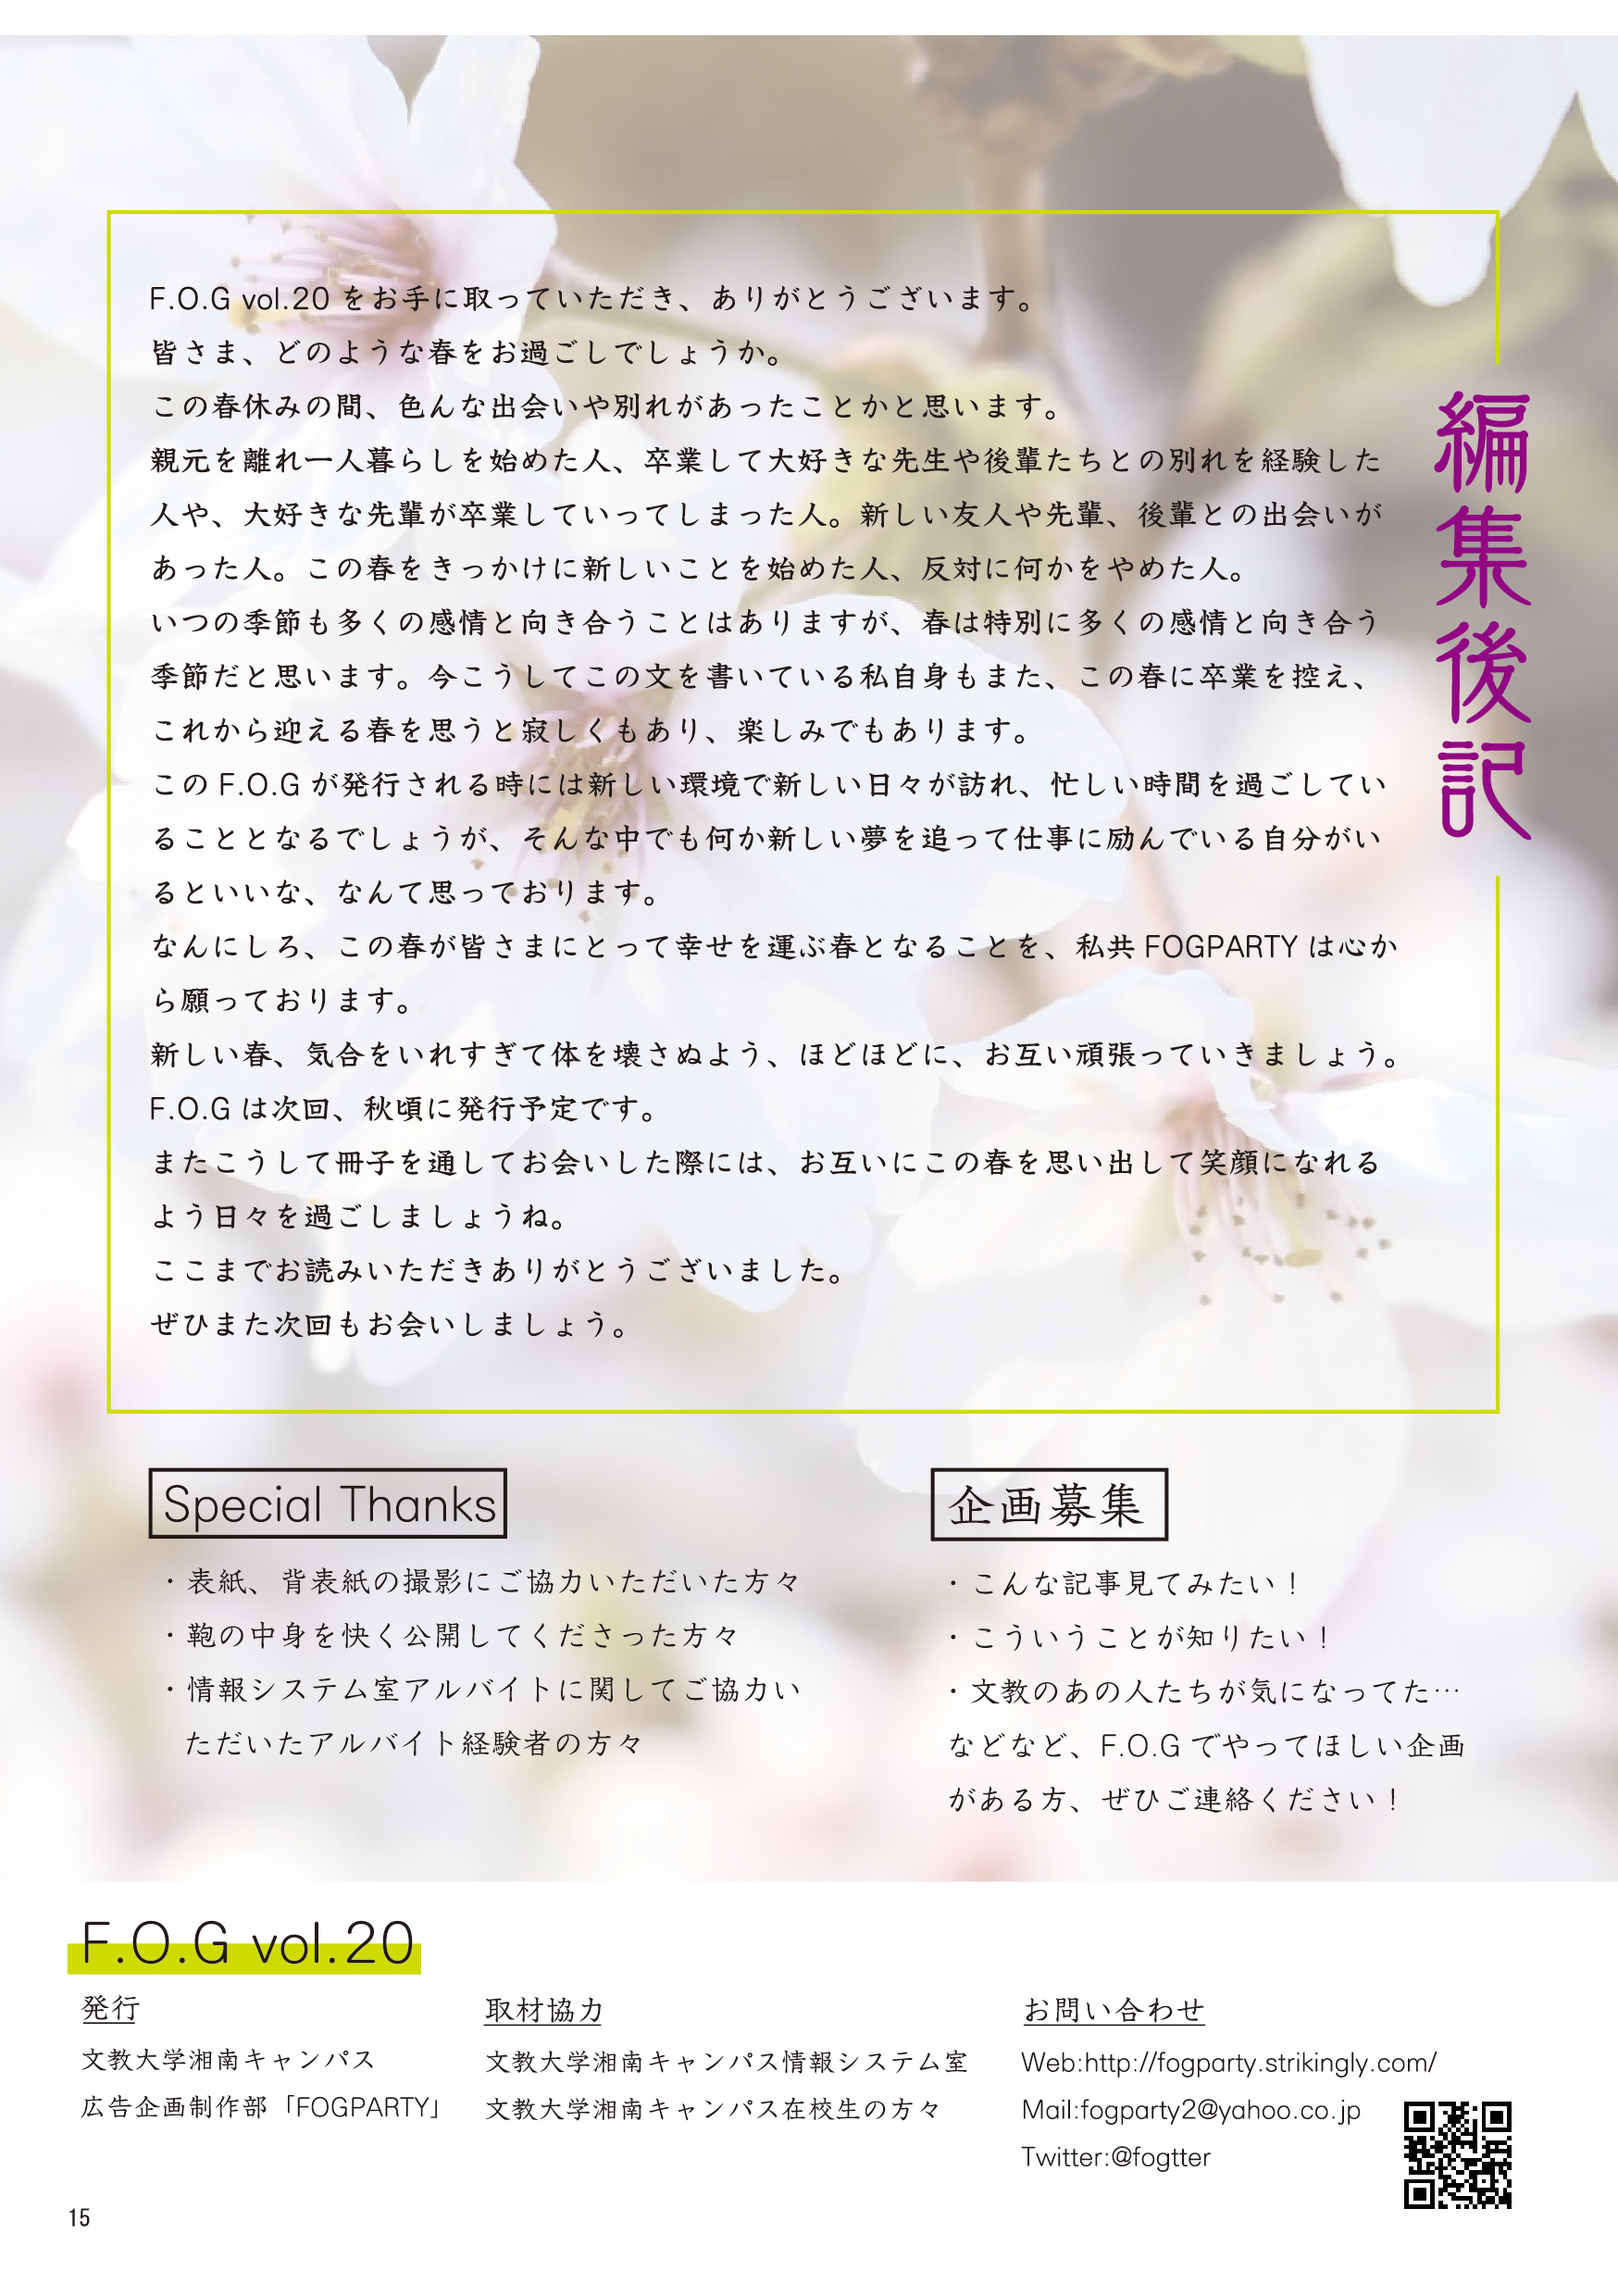 編集後記
F.O.G vol.20 をお手に取っていただき、ありがとうございます。
皆さま、どのような春をお過ごしでしょうか。
この春休みの間、色んな出会いや別れがあったことかと思います。
親元を離れ一人暮らしを始めた人、卒業して大好きな先生や後輩たちとの別れを経験した
人や、大好きな先輩が卒業していってしまった人。新しい友人や先輩、後輩との出会いが
あった人。この春をきっかけに新しいことを始めた人、反対に何かをやめた人。
いつの季節も多くの感情と向き合うことはありますが、春は特別に多くの感情と向き合う
季節だと思います。今こうしてこの文を書いている私自身もまた、この春に卒業を控え、
これから迎える春を思うと寂しくもあり、楽しみでもあります。
この F.O.G が発行される時には新しい環境で新しい日々が訪れ、忙しい時間を過ごしてい
ることとなるでしょうが、そんな中でも何か新しい夢を追って仕事に励んでいる自分がい
るといいな、なんて思っております。
なんにしろ、この春が皆さまにとって幸せを運ぶ春となることを、私共 FOGPARTY は心か
ら願っております。
新しい春、気合をいれすぎて体を壊さぬよう、ほどほどに、お互い頑張っていきましょう。
F.O.G は次回、秋頃に発行予定です。
またこうして冊子を通してお会いした際には、お互いにこの春を思い出して笑顔になれる
よう日々を過ごしましょうね。
ここまでお読みいただきありがとうございました。
ぜひまた次回もお会いしましょう。
Special Thanks
・表紙、背表紙の撮影にご協力いただいた方々
・鞄の中身を快く公開してくださった方々
・情報システム室アルバイトに関してご協力い
ただいたアルバイト経験者の方々
企画募集
・こんな記事見てみたい！
・こういうことが知りたい！
・文教のあの人たちが気になってた…
などなど、F.O.G でやってほしい企画
がある方、ぜひご連絡ください！
F.O.G vol.20
発行
文教大学湘南キャンパス
広告企画制作部「FOGPARTY」
取材協力
文教大学湘南キャンパス情報システム室
文教大学湘南キャンパス在校生の方々
お問い合わせ
Web:http://fogparty.strikingly.com/
Mail:fogparty2@yahoo.co.jp
Twitter:@fogtter
15